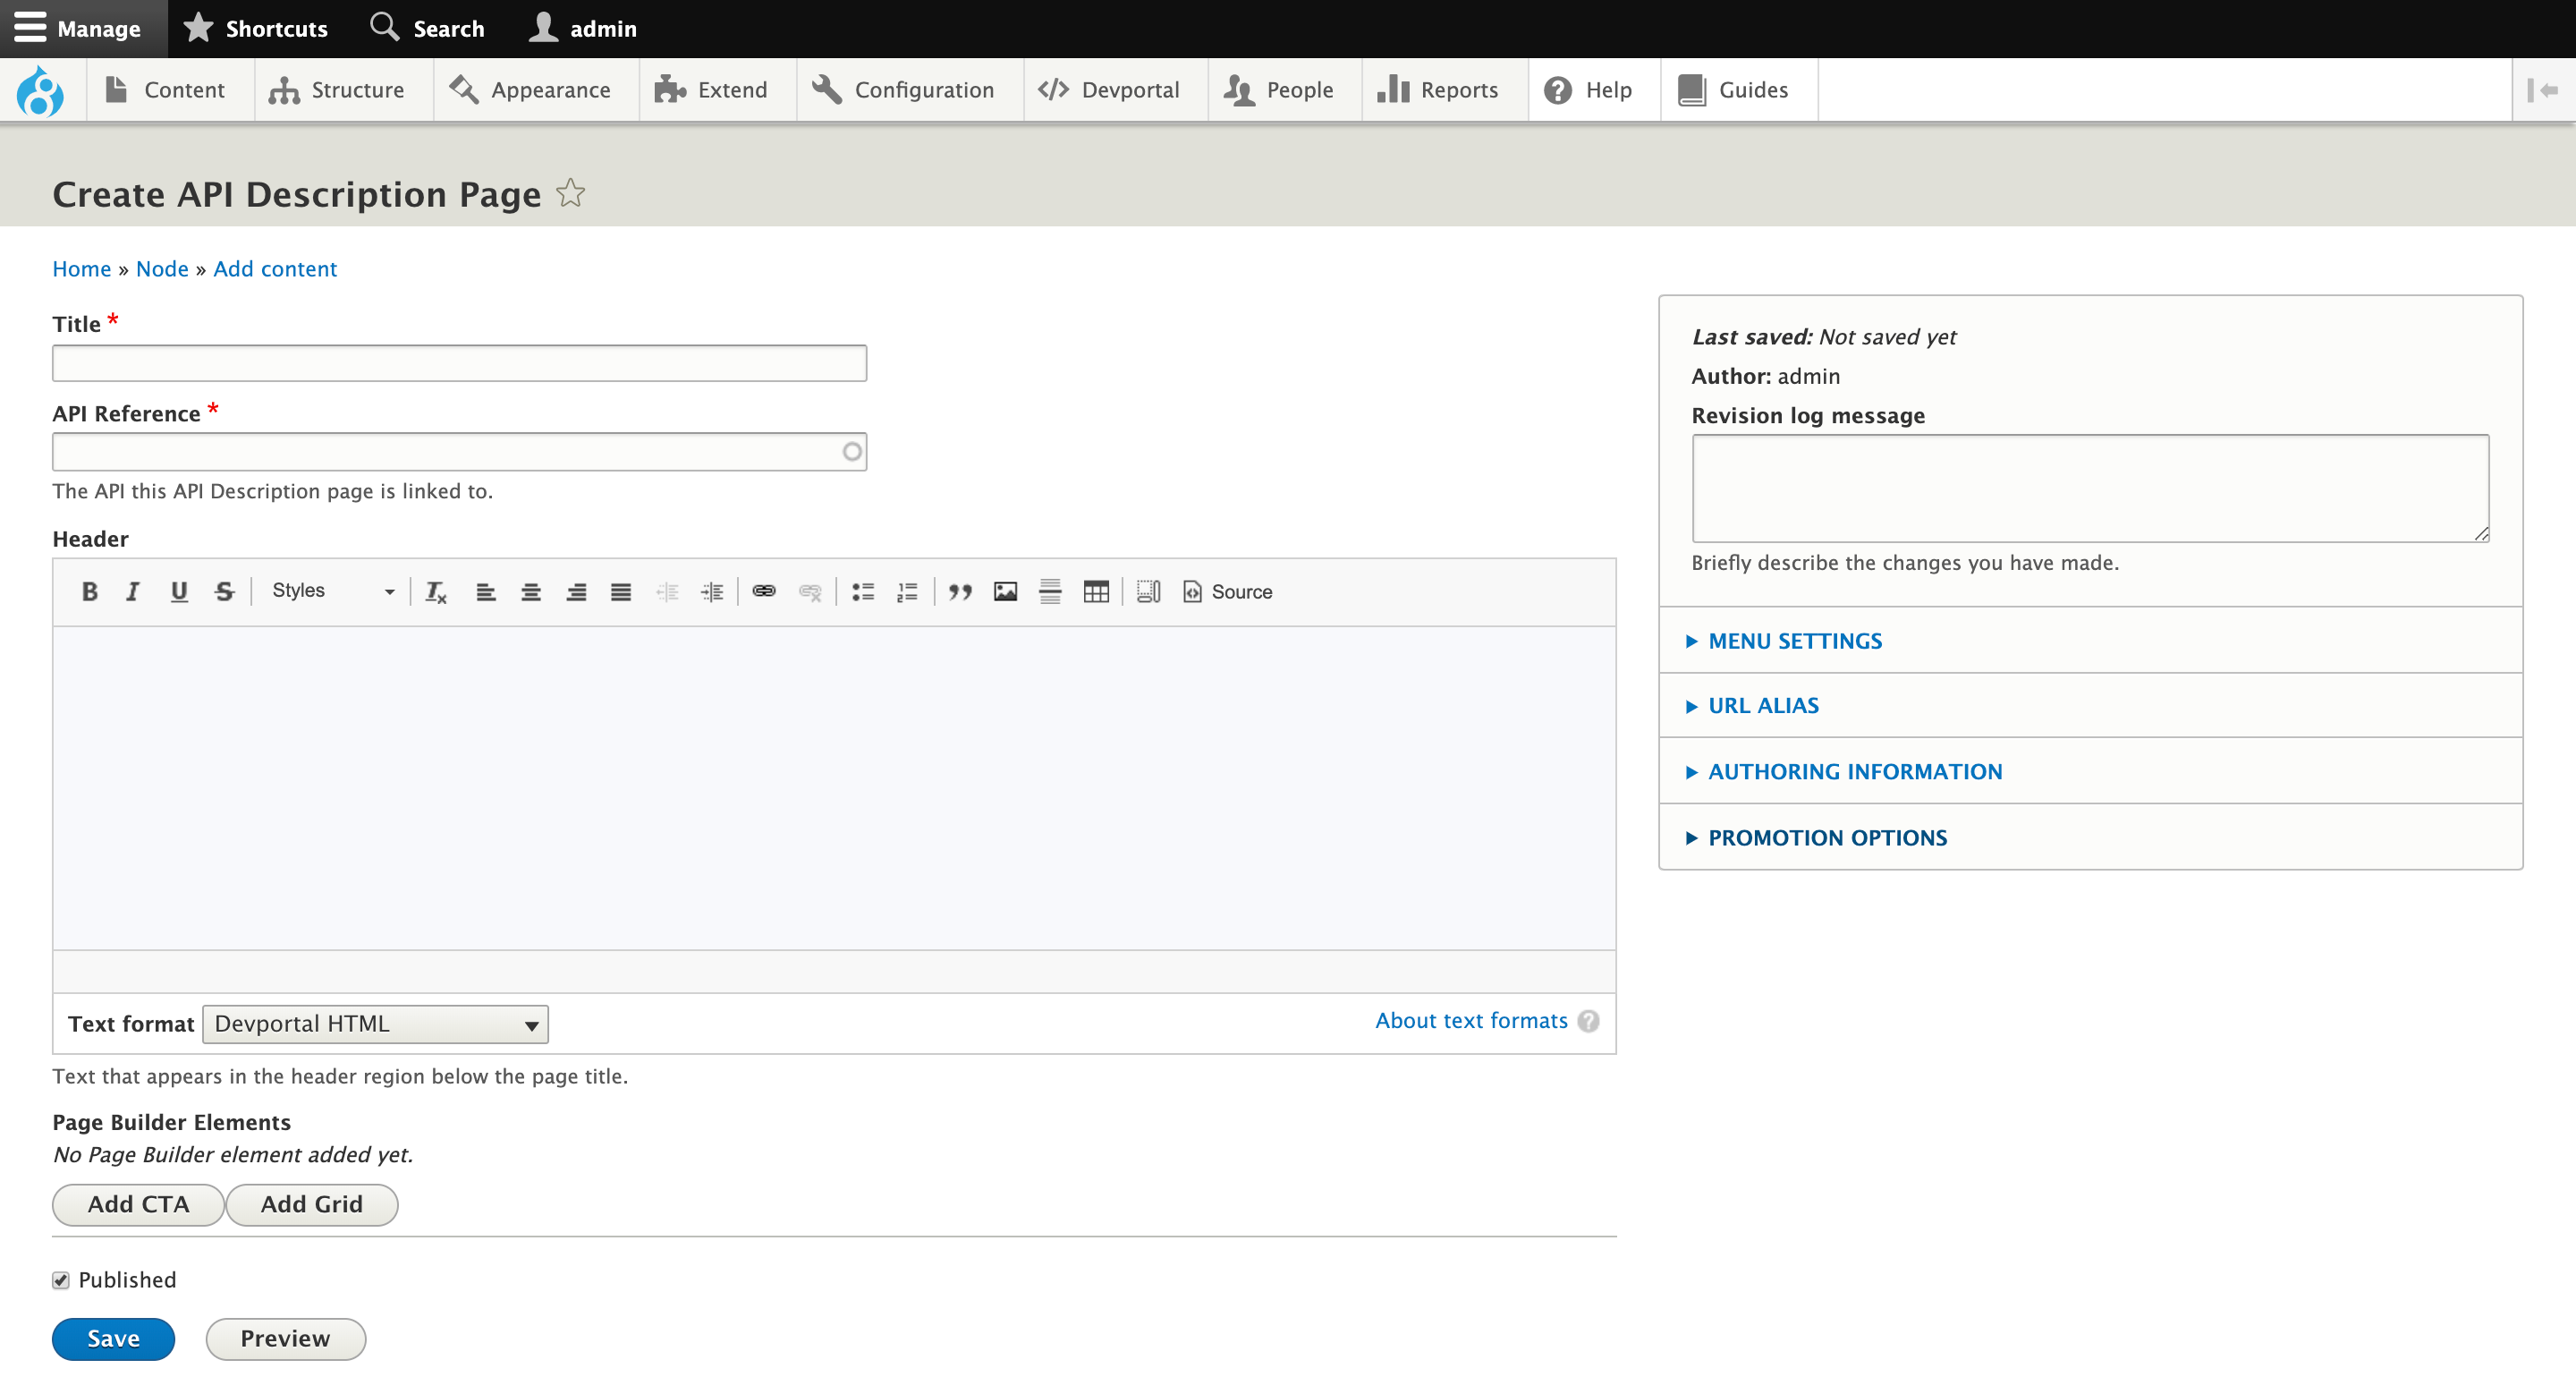 Manage Shortcuts Search admin
Content Structure Appearance Extend Configuration Devportal People Reports Help Guides
Create API Description Page
Home » Node » Add content
Title *
API Reference *
The API this API Description page is linked to.
Header
B I U S Styles Source
Text format Devportal HTML About text formats ?
Text that appears in the header region below the page title.
Page Builder Elements
No Page Builder element added yet.
Add CTA Add Grid
Published
Save Preview
Last saved: Not saved yet
Author: admin
Revision log message
Briefly describe the changes you have made.
MENU SETTINGS
URL ALIAS
AUTHORING INFORMATION
PROMOTION OPTIONS